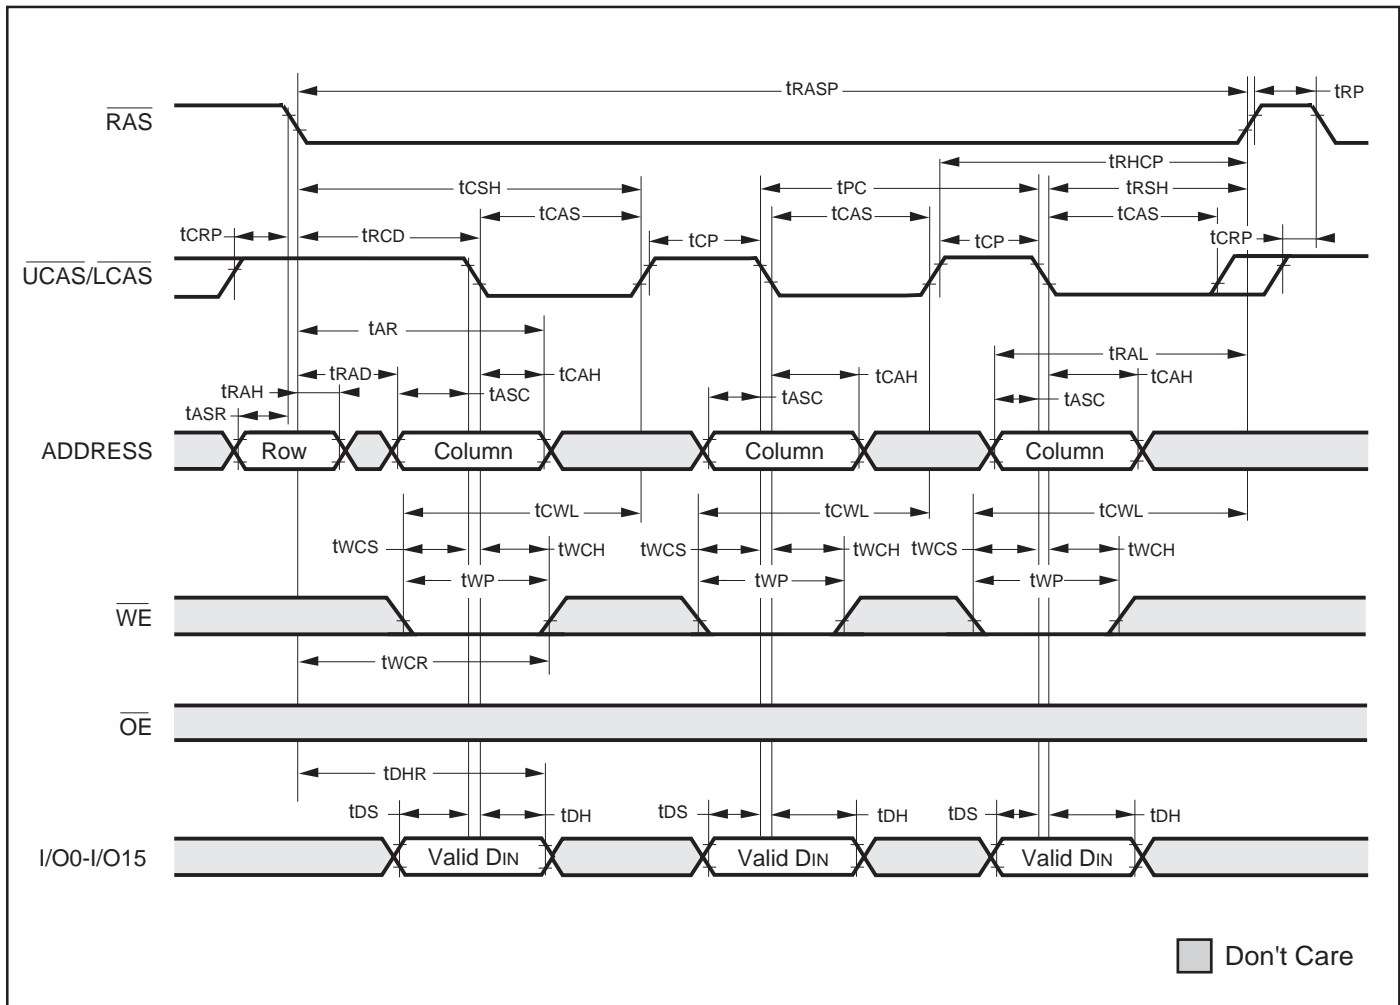 tRASP tRP
RAS
tRHCP
tCSH tPC tRSH
tCAS tCAS tCAS
tCRP tRCD tCP tCP tCRP
UCAS/LCAS
tAR
tRAL
tRAH tRAD tCAH tCAH tCAH
tASR tASC tASC tASC
ADDRESS Row Column Column Column
tCWL tCWL tCWL
tWCS tWCH tWCS tWCH tWCS tWCH
tWP tWP tWP
WE
tWCR
OE
tDHR
tDS tDH tDS tDH tDS tDH
I/O0-I/O15 Valid DIN Valid DIN Valid DIN
Don't Care